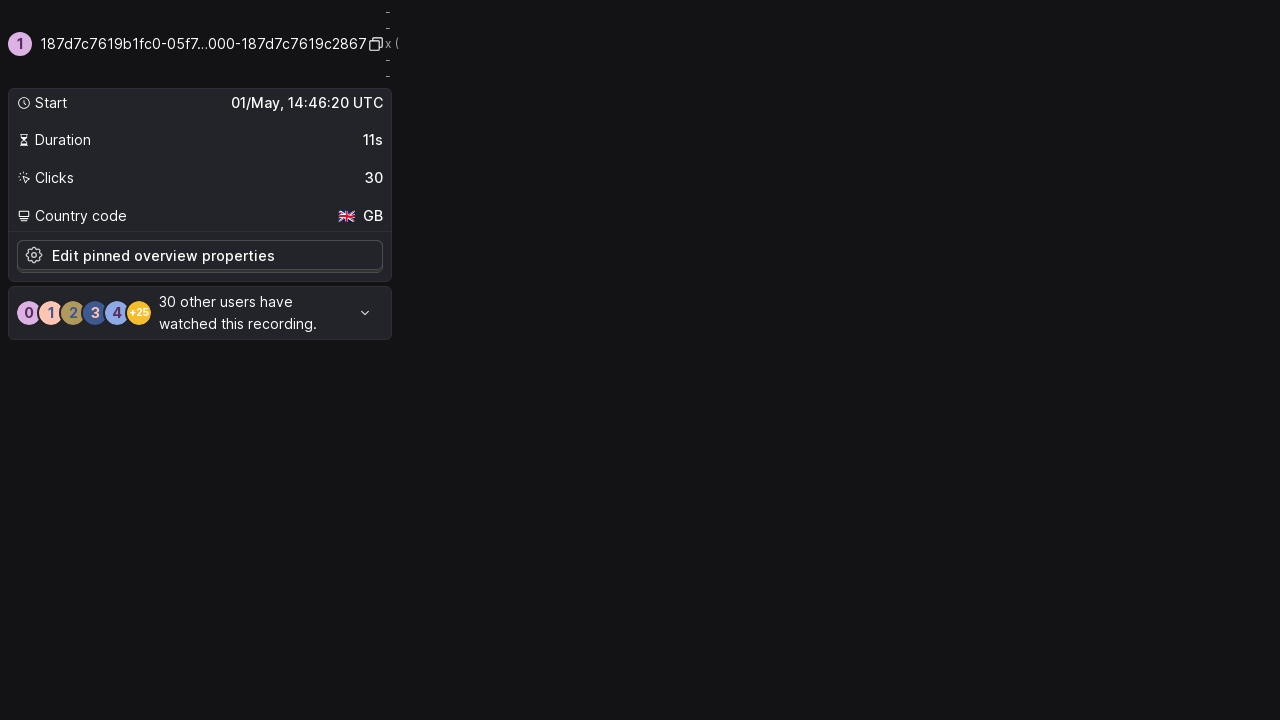 1 187d7c7619b1fc0-05f7…000-187d7c7619c2867
-
-
x (
-
-
Start 01/May, 14:46:20 UTC
Duration 11s
Clicks 30
Country code 🇬🇧 GB
Edit pinned overview properties
0 1 2 3 4 +25
30 other users have
watched this recording.